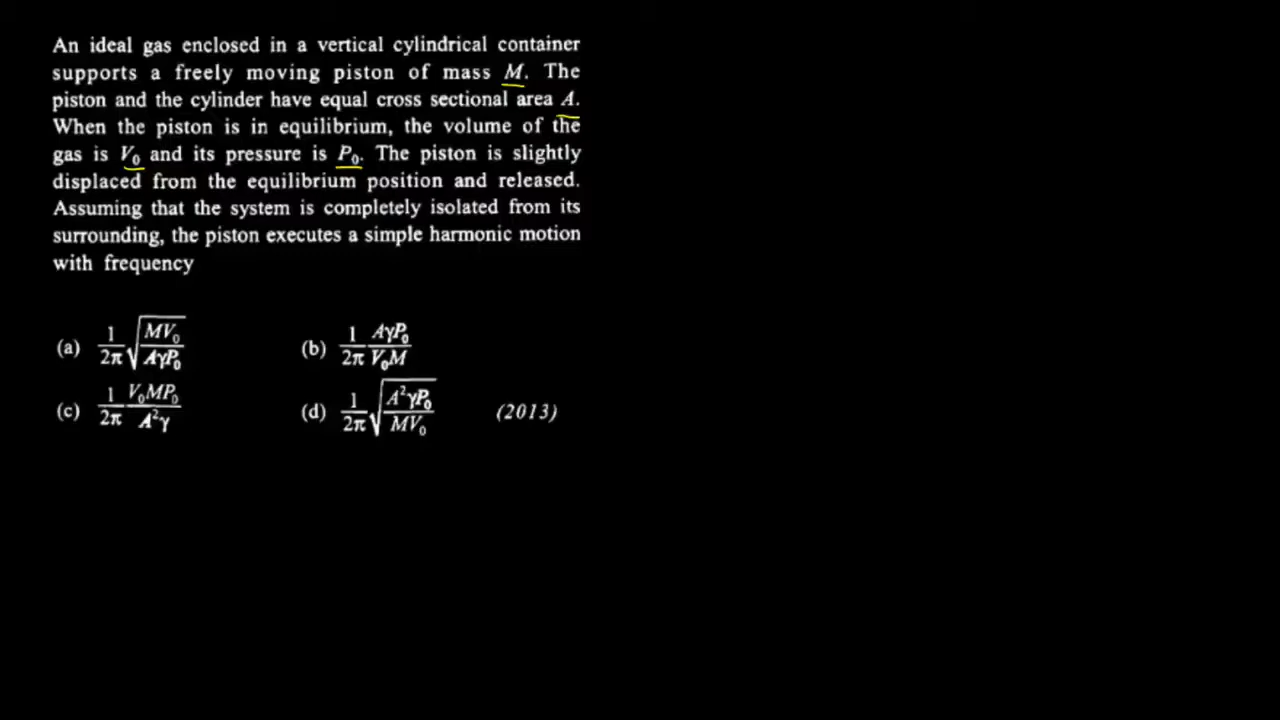 An ideal gas enclosed in a vertical cylindrical container
supports a freely moving piston of mass M. The
piston and the cylinder have equal cross sectional area A.
When the piston is in equilibrium, the volume of the
gas is V₀ and its pressure is P₀. The piston is slightly
displaced from the equilibrium position and released.
Assuming that the system is completely isolated from its
surrounding, the piston executes a simple harmonic motion
with frequency
(a) 1/2π √(MV₀/AγP₀) (b) 1/2π AγP₀/V₀M
(c) 1/2π V₀MP₀/A²γ (d) 1/2π √(A²γP₀/MV₀) (2013)